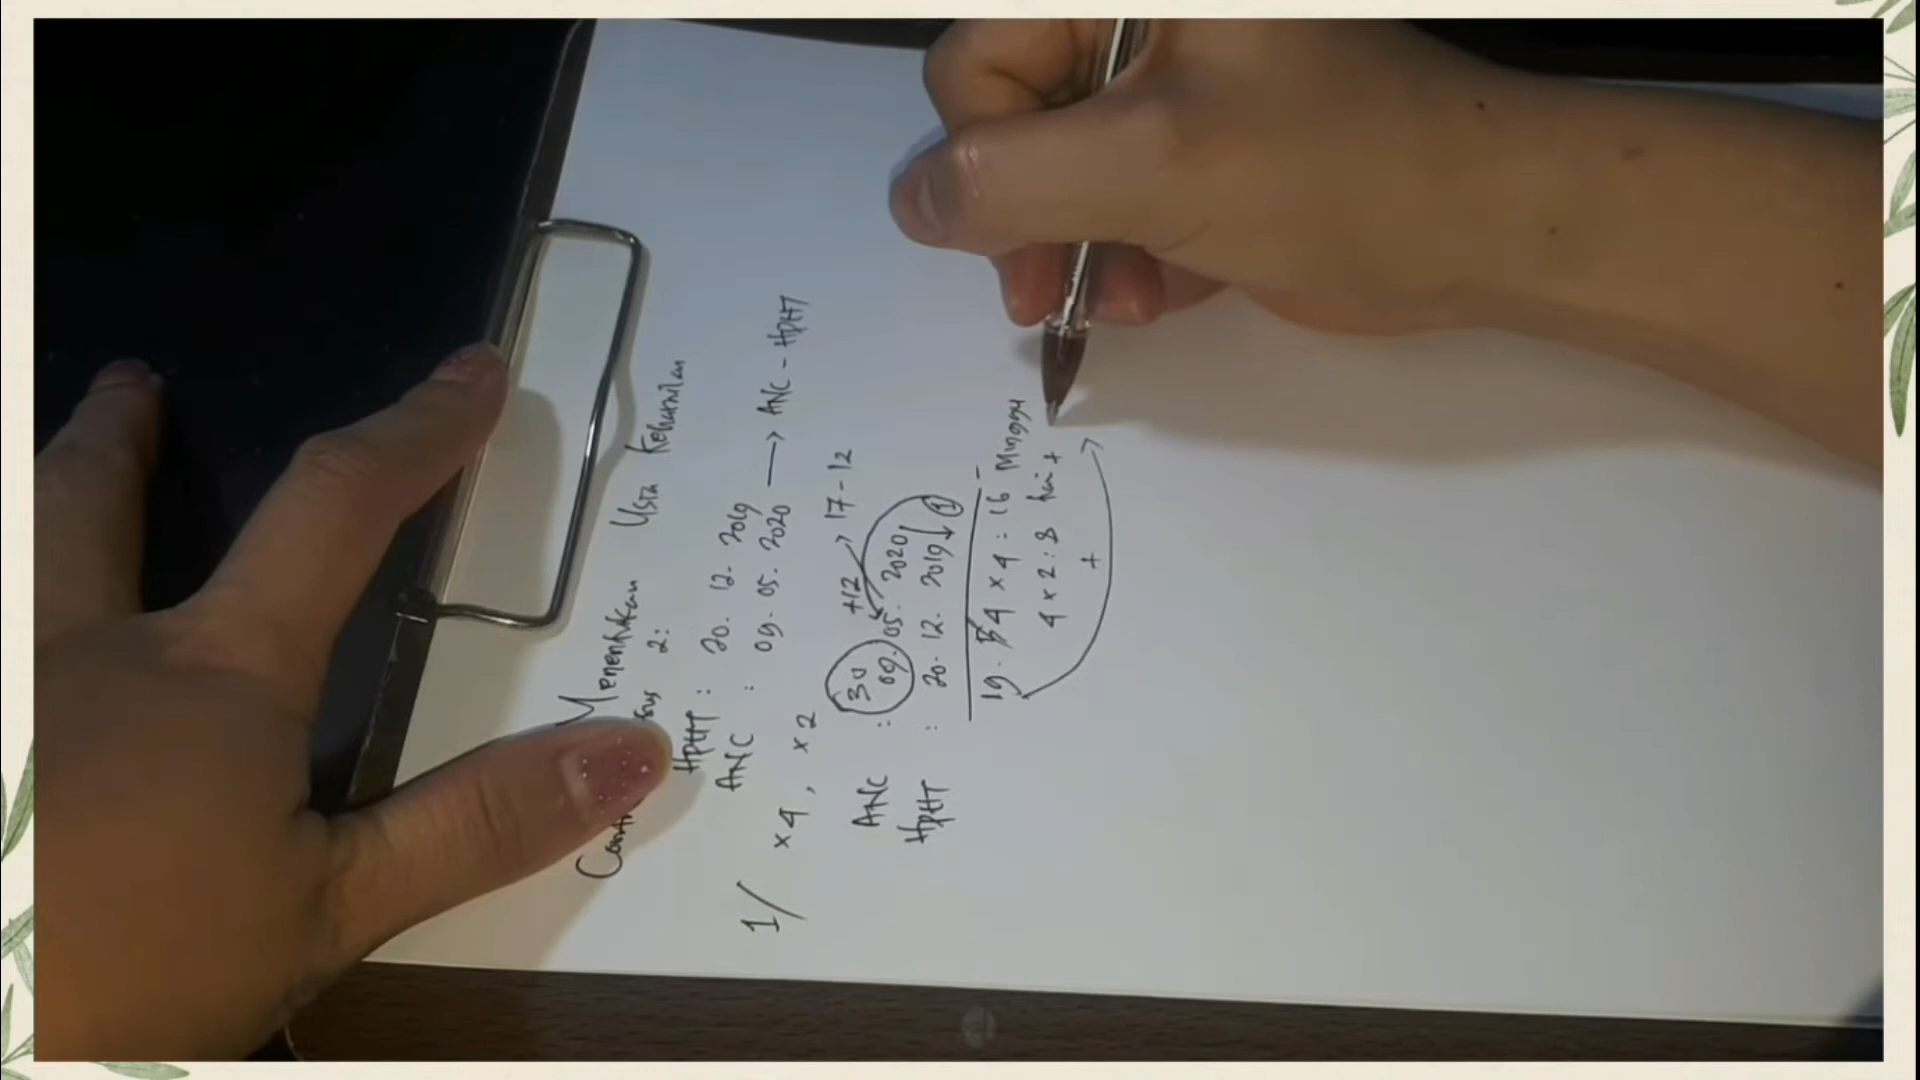 Menentukan Usia Kehamilan
2:
HPHT : 20. 12. 2019
ANC : 09. 05. 2020 → ANC - HPHT
1/ x4, x2
+12 → 17-12
30
ANC : 09. 05. 2020
HPHT : 20. 12. 2019 1
19. 4 x 4 : 16 Minggu
4 x 2 : 8 hari +
+